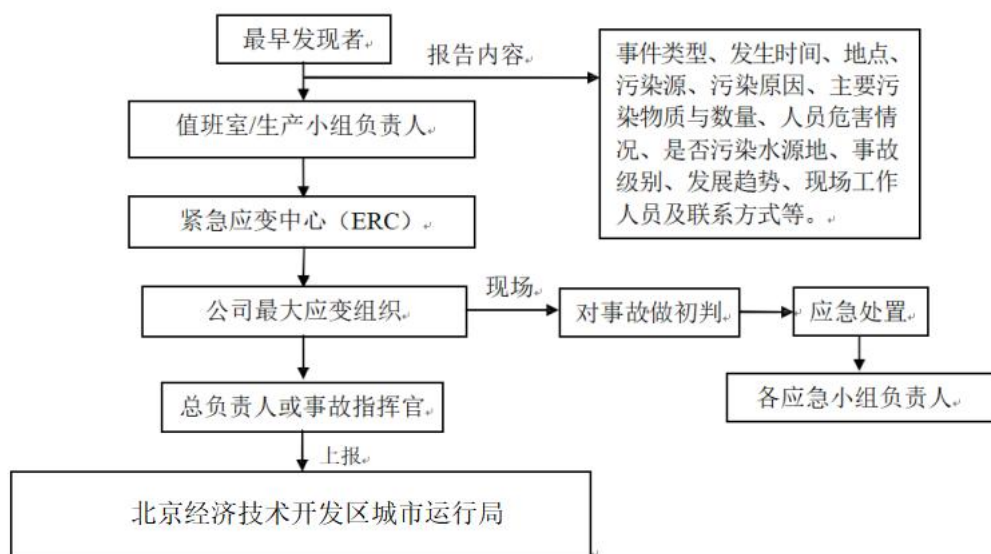 最早发现者
报告内容
事件类型、发生时间、地点、
污染源、污染原因、主要污
染物质与数量、人员危害情
况、是否污染水源地、事故
级别、发展趋势、现场工作
人员及联系方式等。
值班室/生产小组负责人
紧急应变中心（ERC）
公司最大应变组织
现场
对事故做初判
应急处置
各应急小组负责人
总负责人或事故指挥官
上报
北京经济技术开发区城市运行局